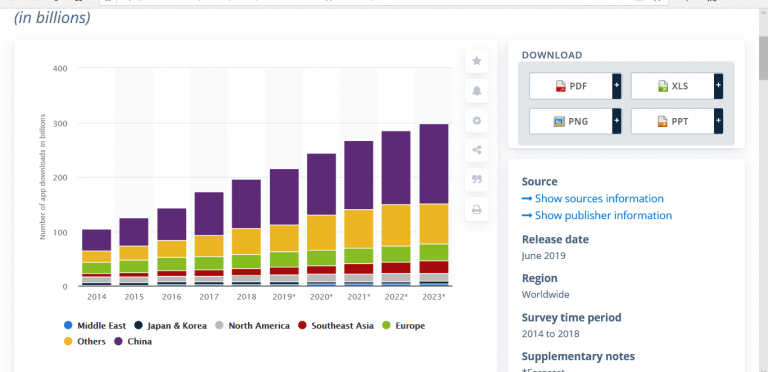 (in billions)
400
300
200
100
0
Number of app downloads in billions
2014 2015 2016 2017 2018 2019* 2020* 2021* 2022* 2023*
Middle East Japan & Korea North America Southeast Asia Europe
Others China
DOWNLOAD
PDF + XLS +
PNG + PPT +
Source
Show sources information
Show publisher information
Release date
June 2019
Region
Worldwide
Survey time period
2014 to 2018
Supplementary notes
*Forecast